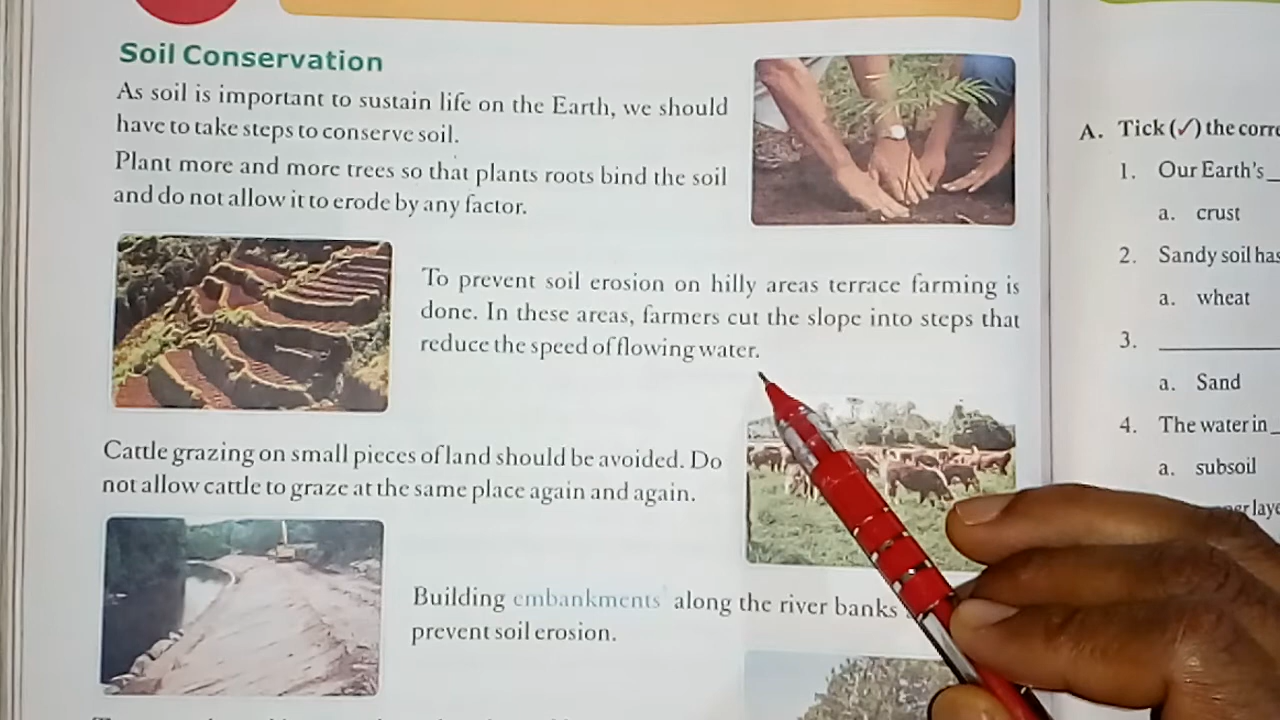 Soil Conservation
As soil is important to sustain life on the Earth, we should
have to take steps to conserve soil.
Plant more and more trees so that plants roots bind the soil
and do not allow it to erode by any factor.
To prevent soil erosion on hilly areas terrace farming is
done. In these areas, farmers cut the slope into steps that
reduce the speed of flowing water.
Cattle grazing on small pieces of land should be avoided. Do
not allow cattle to graze at the same place again and again.
Building embankments along the river banks
prevent soil erosion.
A. Tick (✓) the
1. Our Earth's
a. crust
2. Sandy soil has
a. wheat
3.
a. Sand
4. The water in
a. subsoil